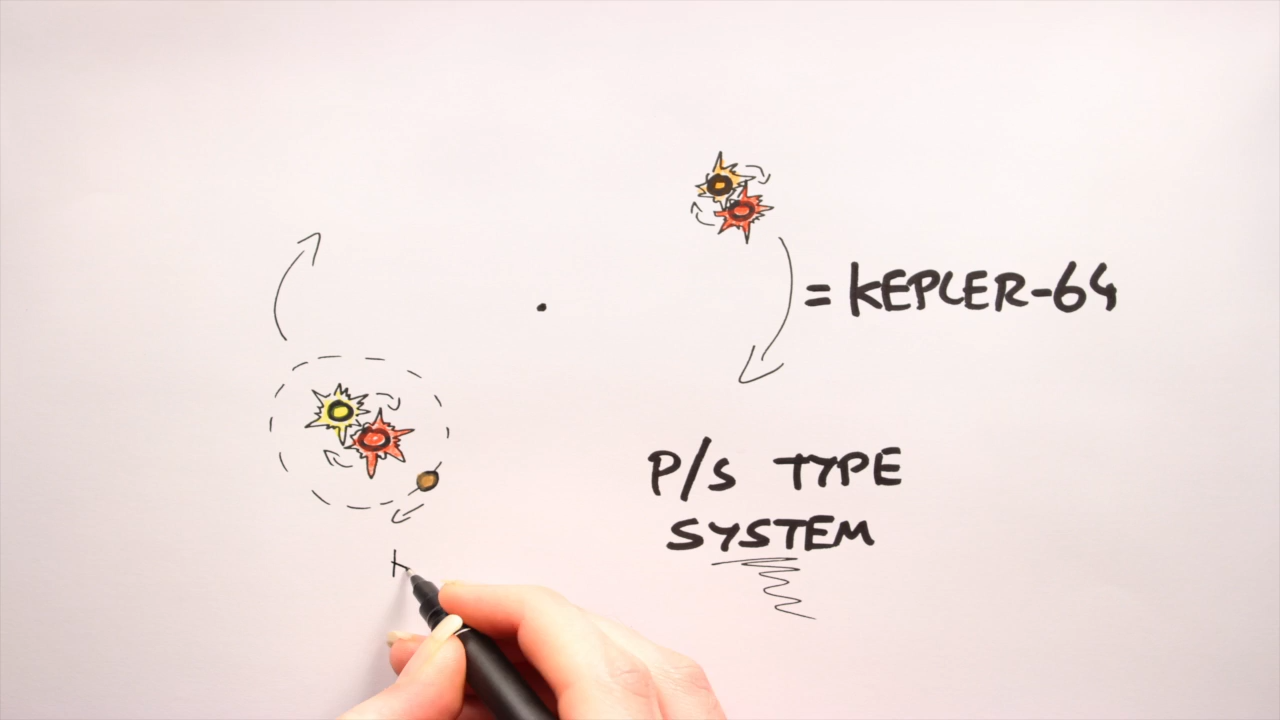 = KEPLER-64
P/S TYPE
SYSTEM